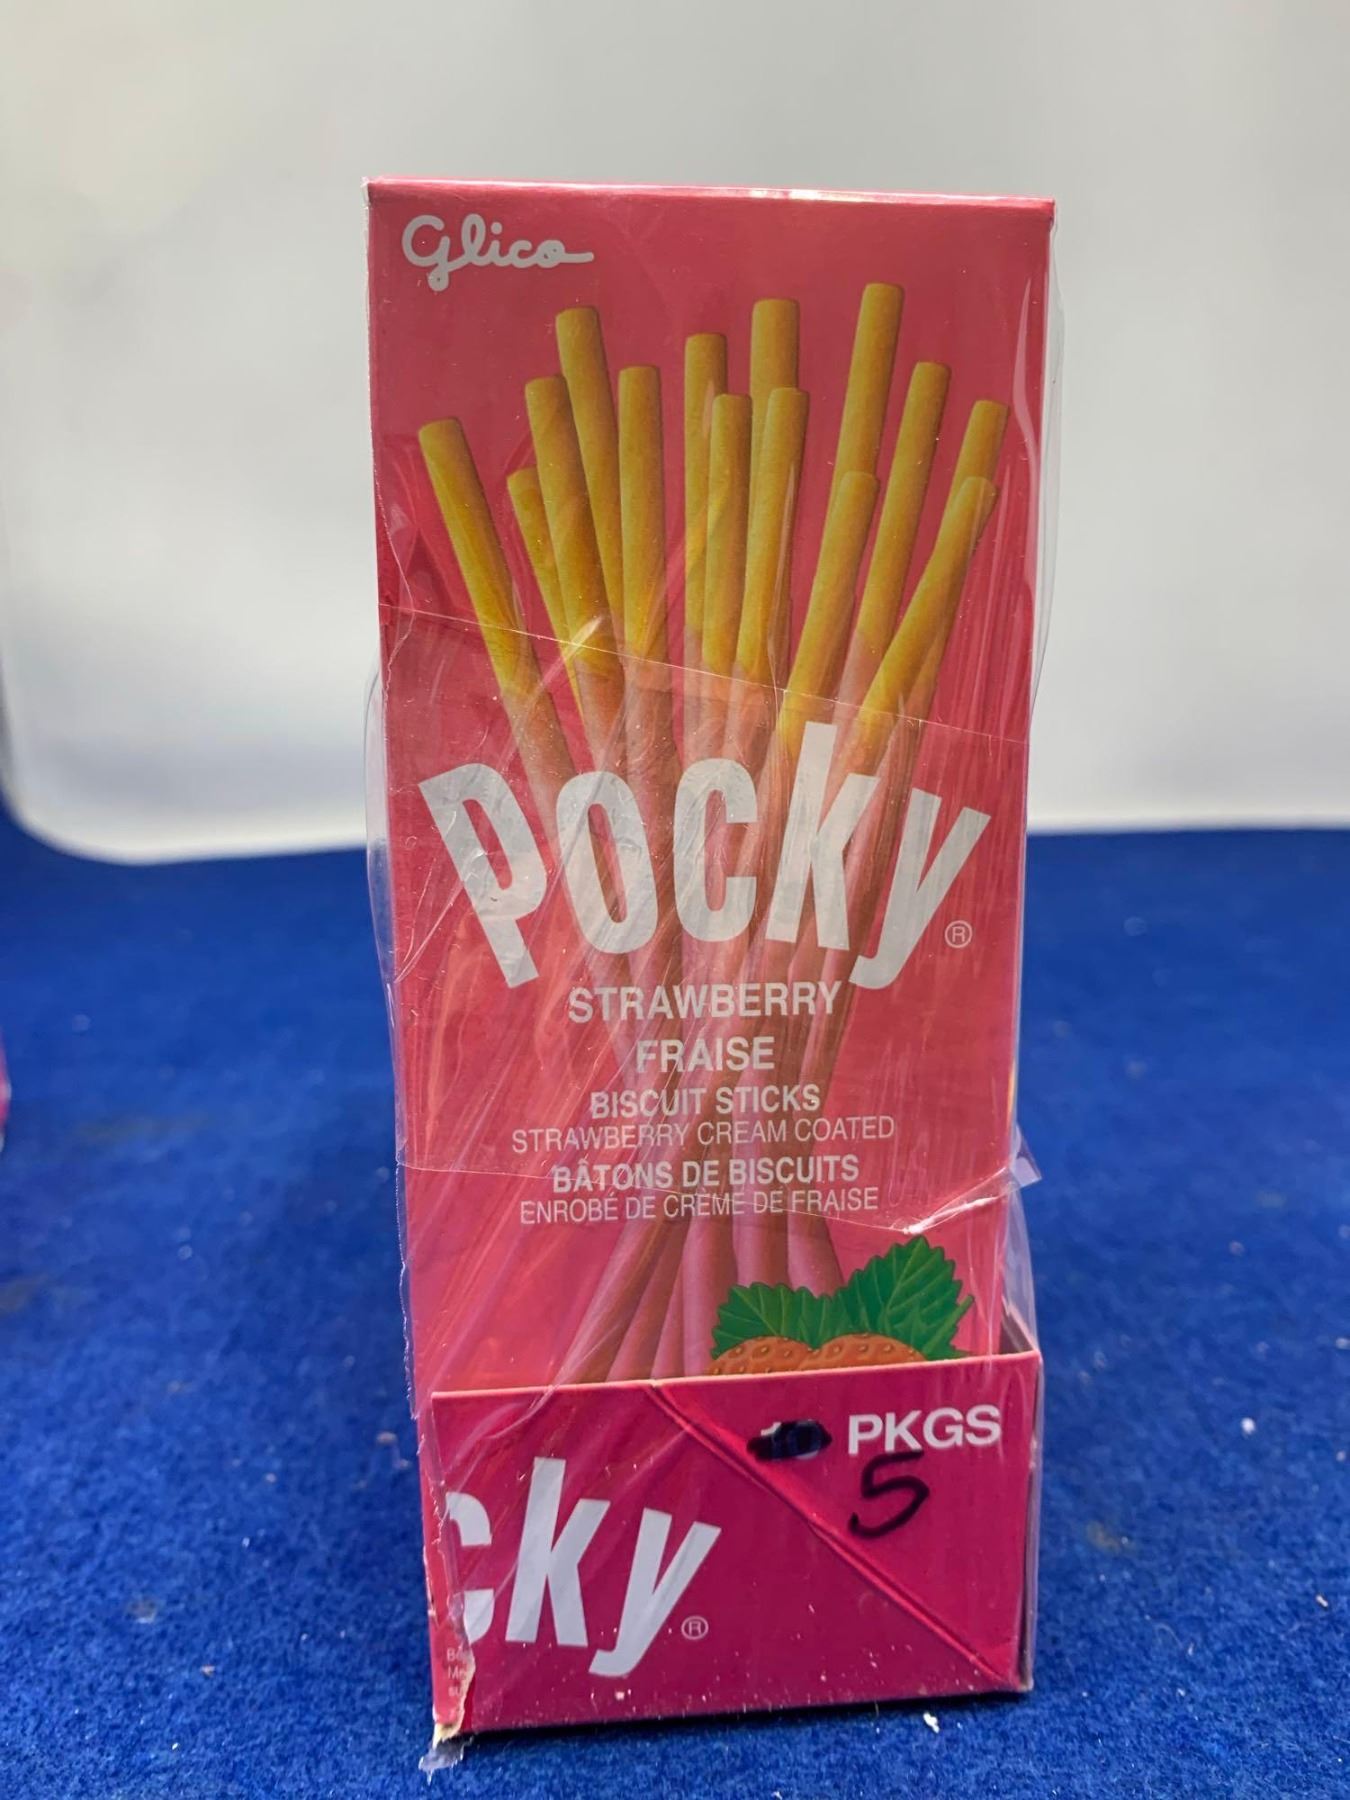 Glico
POCKY®
STRAWBERRY
FRAISE
BISCUIT STICKS
STRAWBERRY CREAM COATED
BÂTONS DE BISCUITS
ENROBÉ DE CRÈME DE FRAISE
PKGS
5
cky®